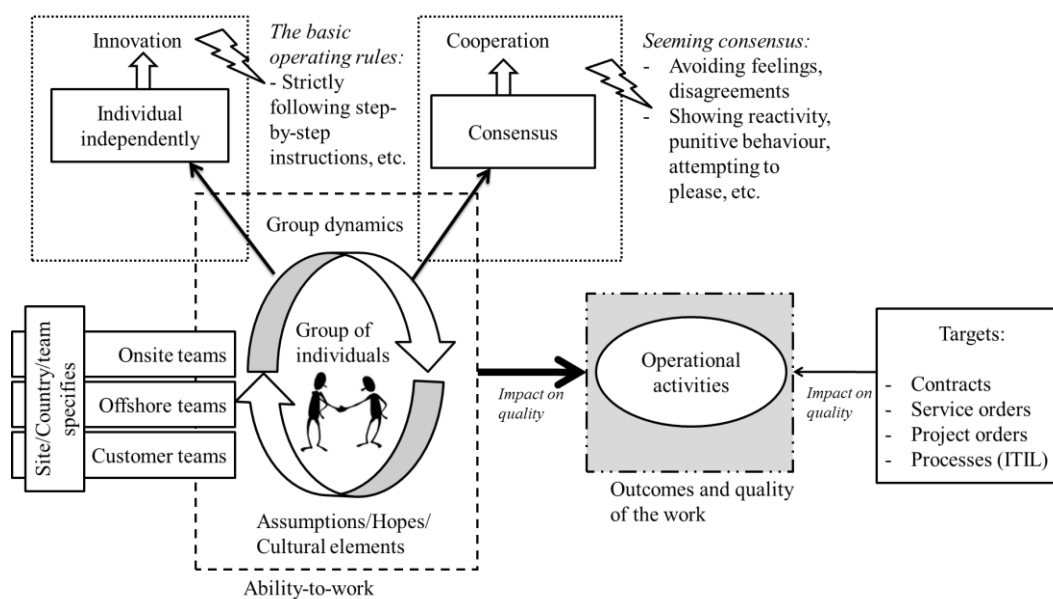 Innovation
Individual
independently
The basic
operating rules:
- Strictly
following step-
by-step
instructions, etc.
Cooperation
Consensus
Seeming consensus:
- Avoiding feelings,
disagreements
- Showing reactivity,
punitive behaviour,
attempting to
please, etc.
Group dynamics
Site/Country/team
specifies
Onsite teams
Offshore teams
Customer teams
Group of
individuals
Assumptions/Hopes/
Cultural elements
Ability-to-work
Impact on
quality
Operational
activities
Outcomes and quality
of the work
Impact on
quality
Targets:
- Contracts
- Service orders
- Project orders
- Processes (ITIL)